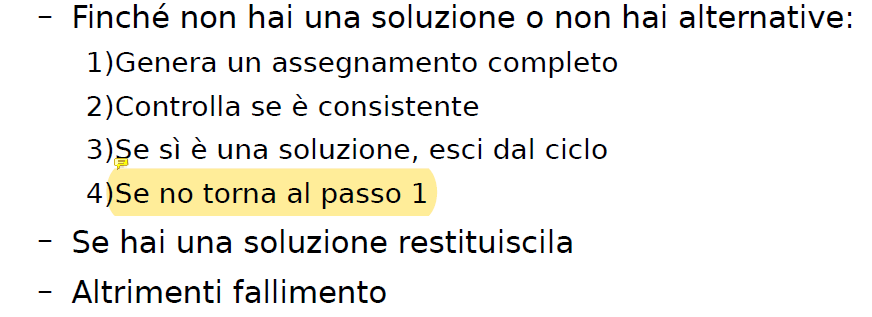 – Finché non hai una soluzione o non hai alternative:
1)Genera un assegnamento completo
2)Controlla se è consistente
3)Se sì è una soluzione, esci dal ciclo
4)Se no torna al passo 1
– Se hai una soluzione restituiscila
– Altrimenti fallimento